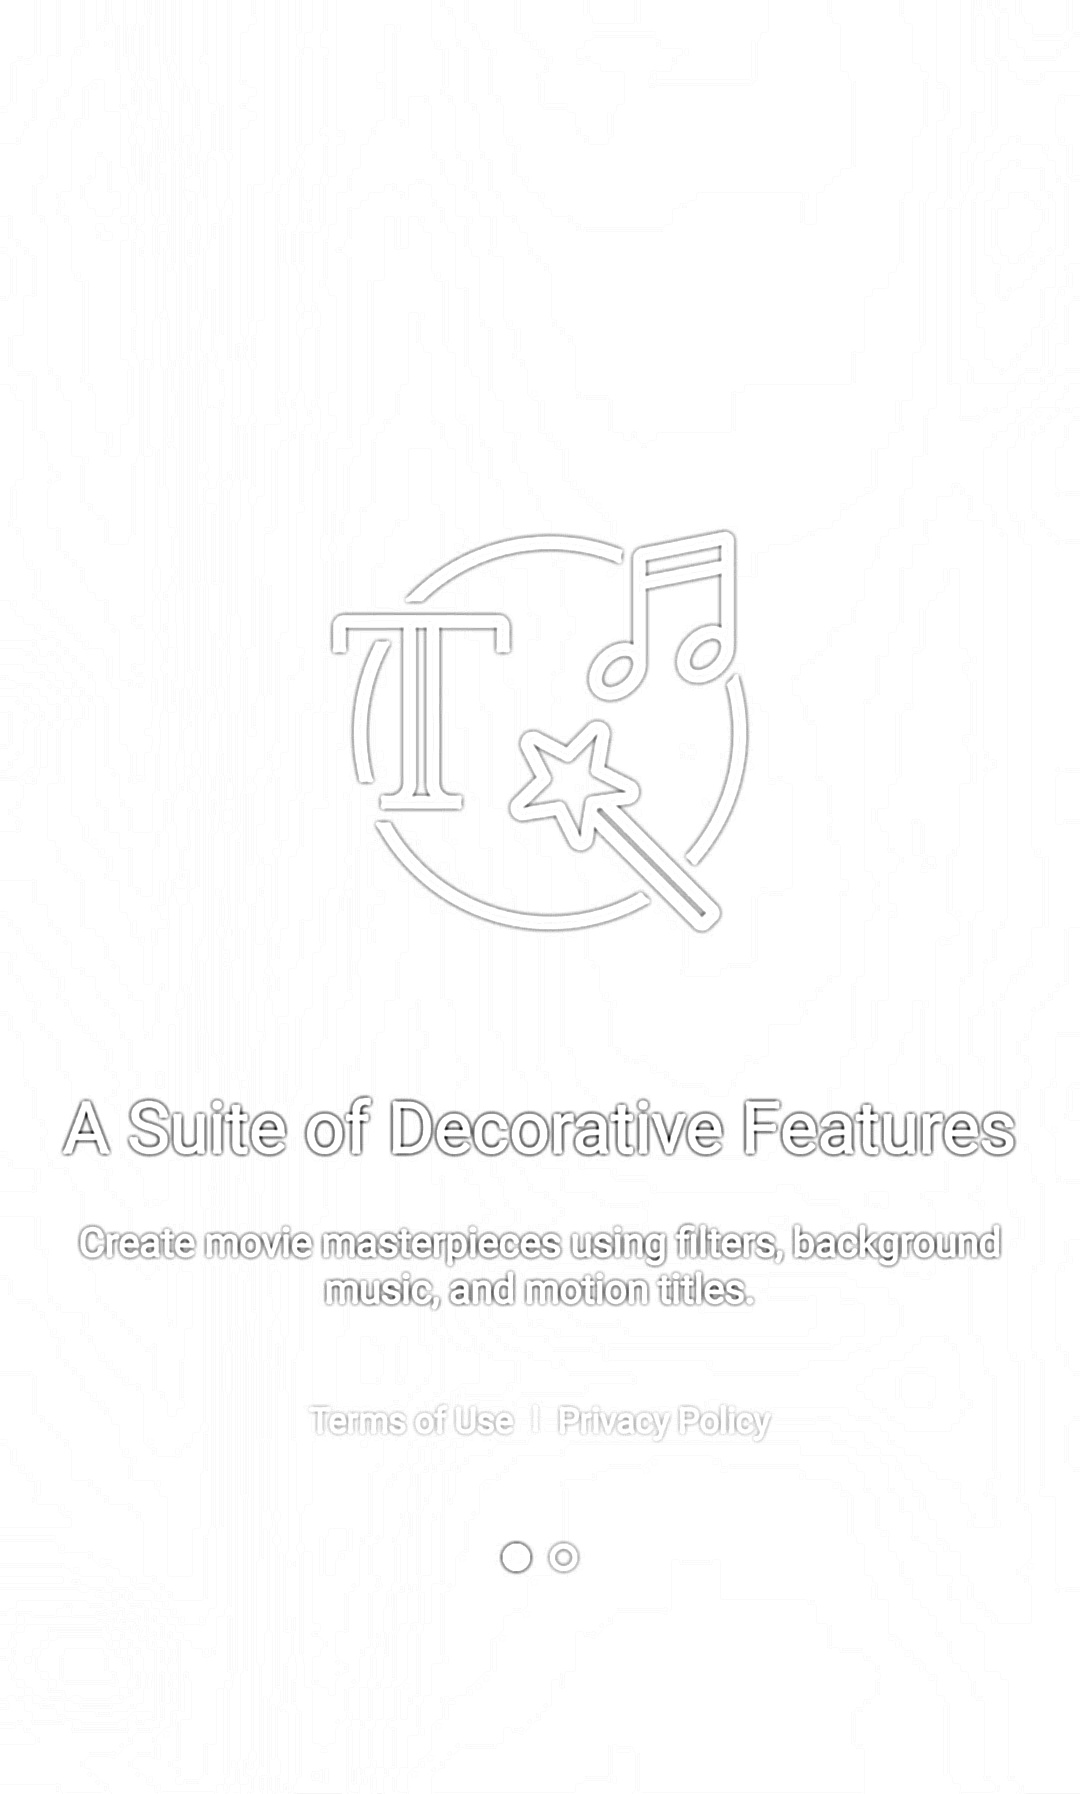 A Suite of Decorative Features
Create movie masterpieces using filters, background
music, and motion titles.
Terms of Use | Privacy Policy